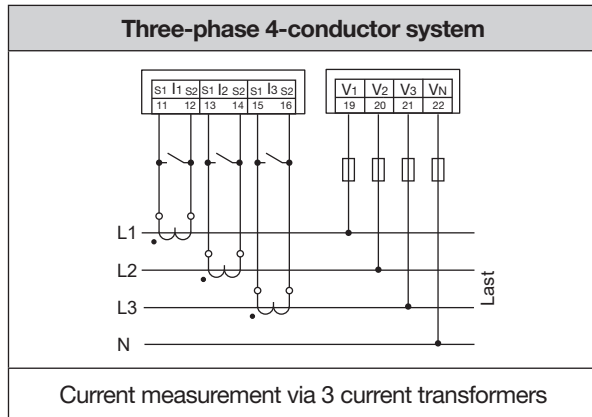 Three-phase 4-conductor system
S1 I1 S2 S1 I2 S2 S1 I3 S2
11 12 13 14 15 16
V1 V2 V3 VN
19 20 21 22
L1
L2
L3
N
Last
Current measurement via 3 current transformers